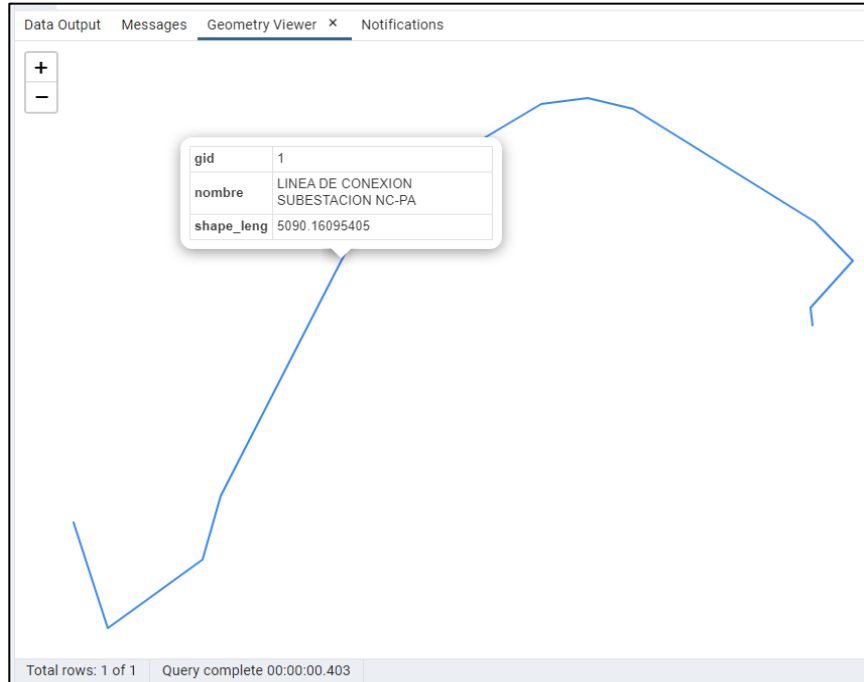 Data Output Messages Geometry Viewer × Notifications
+
−
gid 1
nombre LINEA DE CONEXION
SUBESTACION NC-PA
shape_leng 5090.16095405
Total rows: 1 of 1 Query complete 00:00:00.403